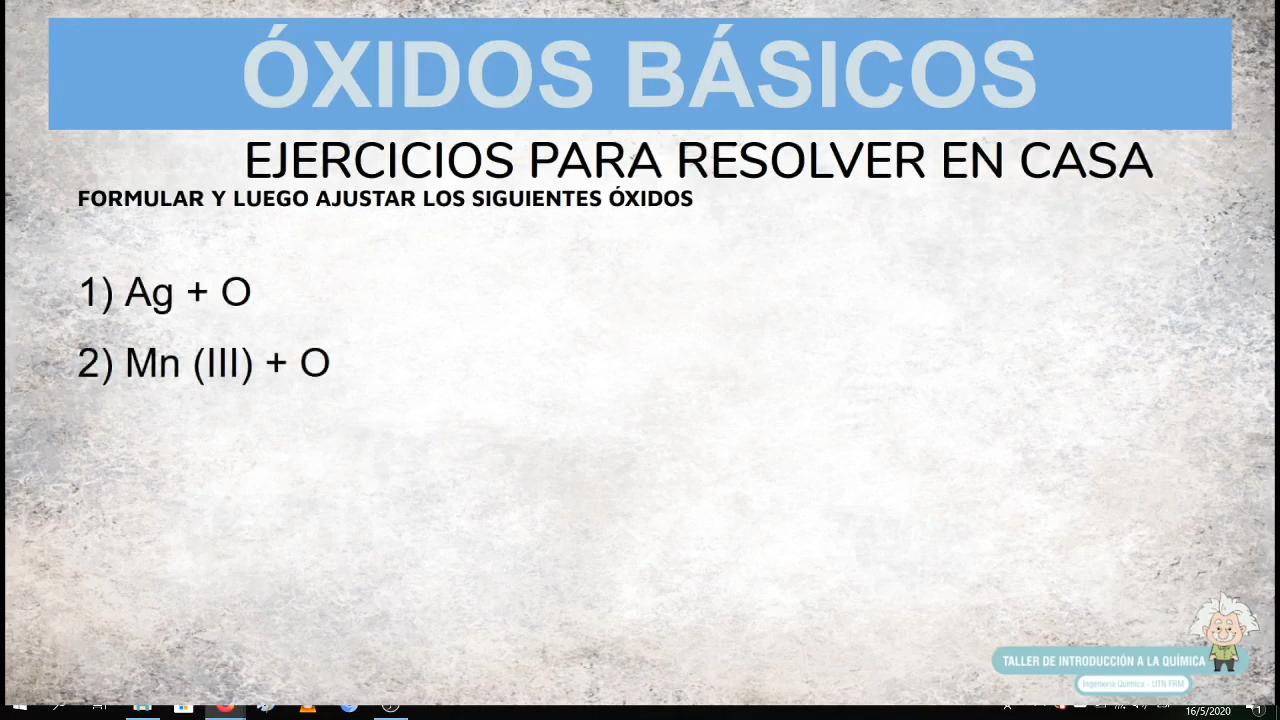 ÓXIDOS BÁSICOS
EJERCICIOS PARA RESOLVER EN CASA
FORMULAR Y LUEGO AJUSTAR LOS SIGUIENTES ÓXIDOS
1) Ag + O
2) Mn (III) + O
TALLER DE INTRODUCCIÓN A LA QUÍMICA
Ingeniería Química - UTN FRM
16/5/2020